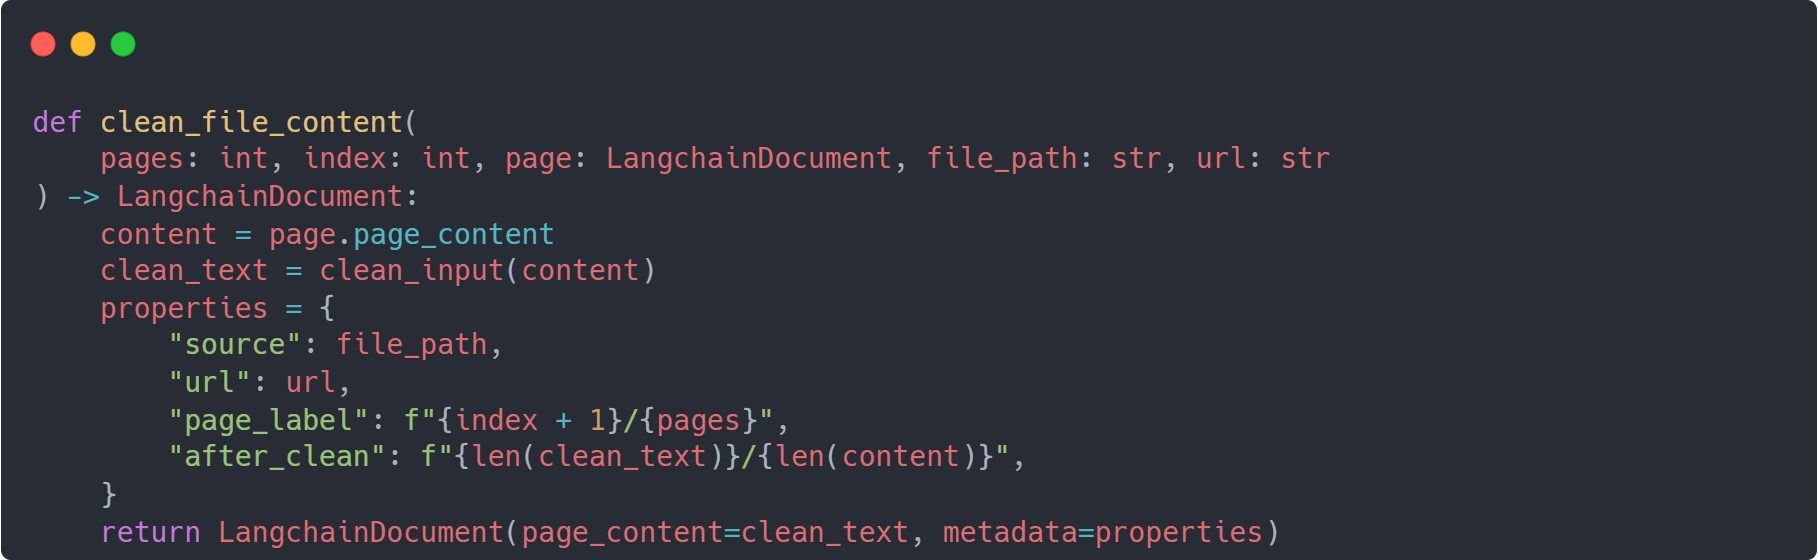 def clean_file_content(
    pages: int, index: int, page: LangchainDocument, file_path: str, url: str
) -> LangchainDocument:
    content = page.page_content
    clean_text = clean_input(content)
    properties = {
        "source": file_path,
        "url": url,
        "page_label": f"{index + 1}/{pages}",
        "after_clean": f"{len(clean_text)}/{len(content)}",
    }
    return LangchainDocument(page_content=clean_text, metadata=properties)